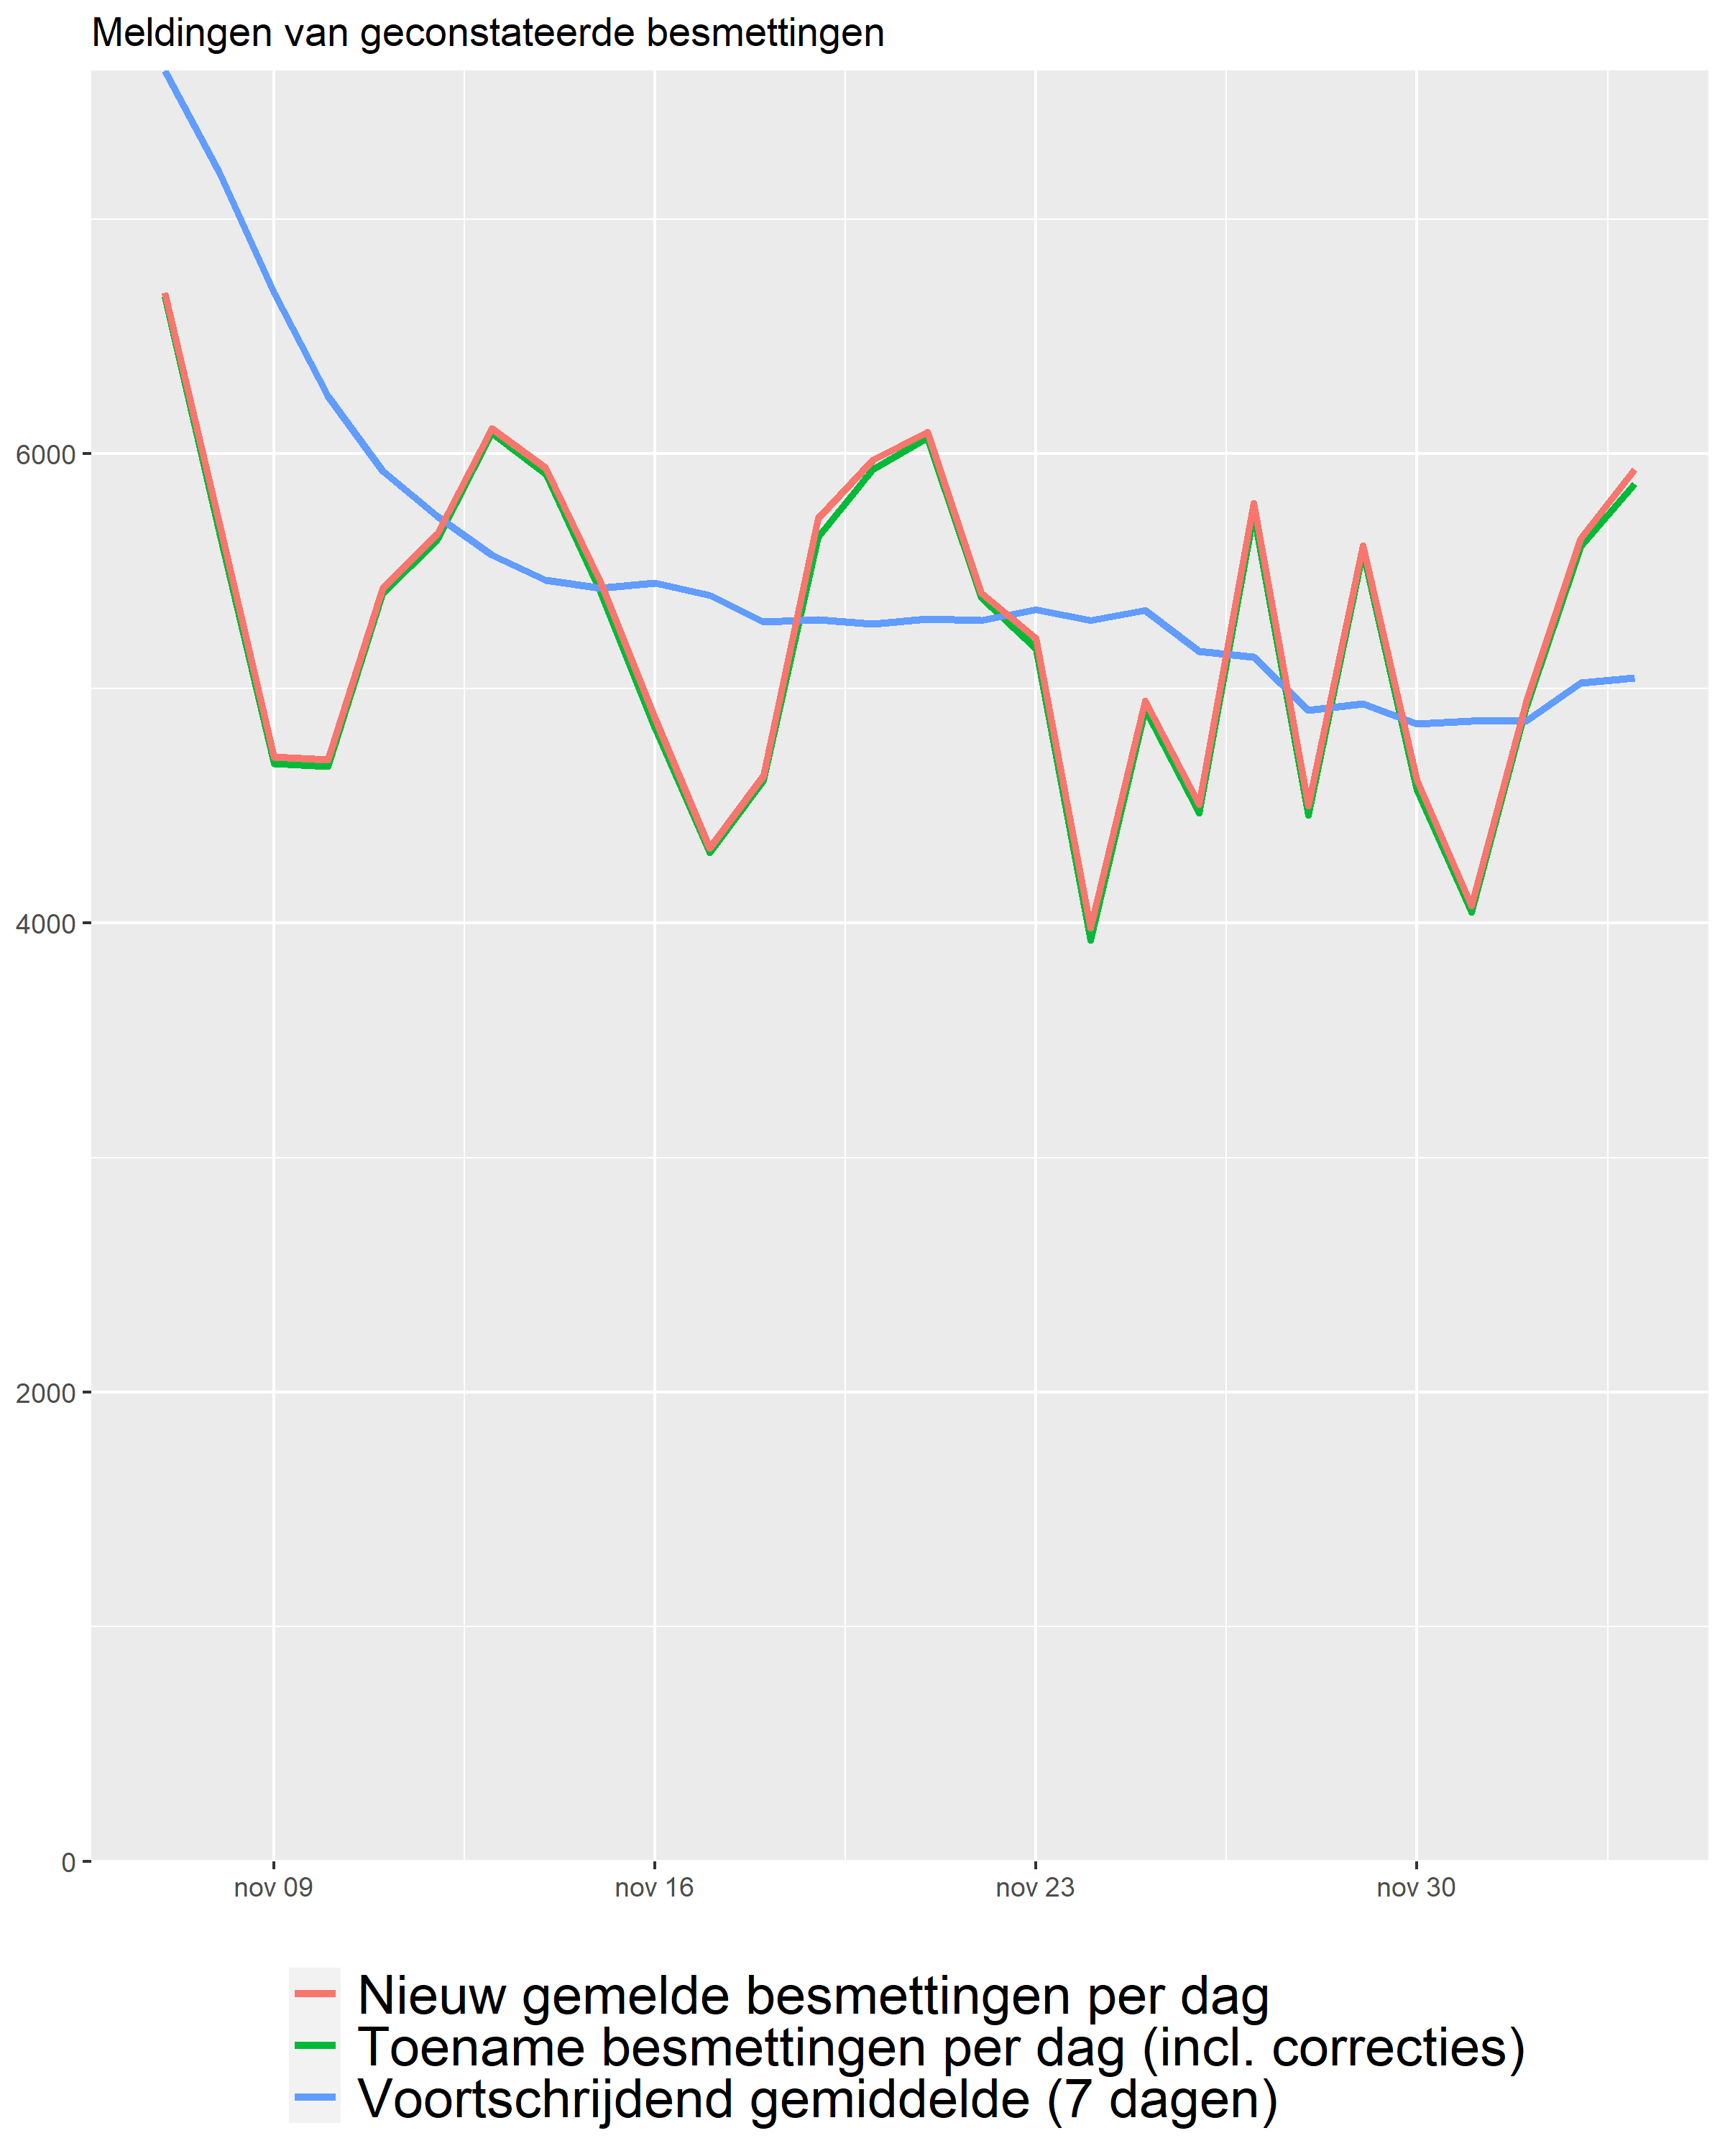 Meldingen van geconstateerde besmettingen
6000
4000
2000
0
nov 09 nov 16 nov 23 nov 30
Nieuw gemelde besmettingen per dag
Toename besmettingen per dag (incl. correcties)
Voortschrijdend gemiddelde (7 dagen)